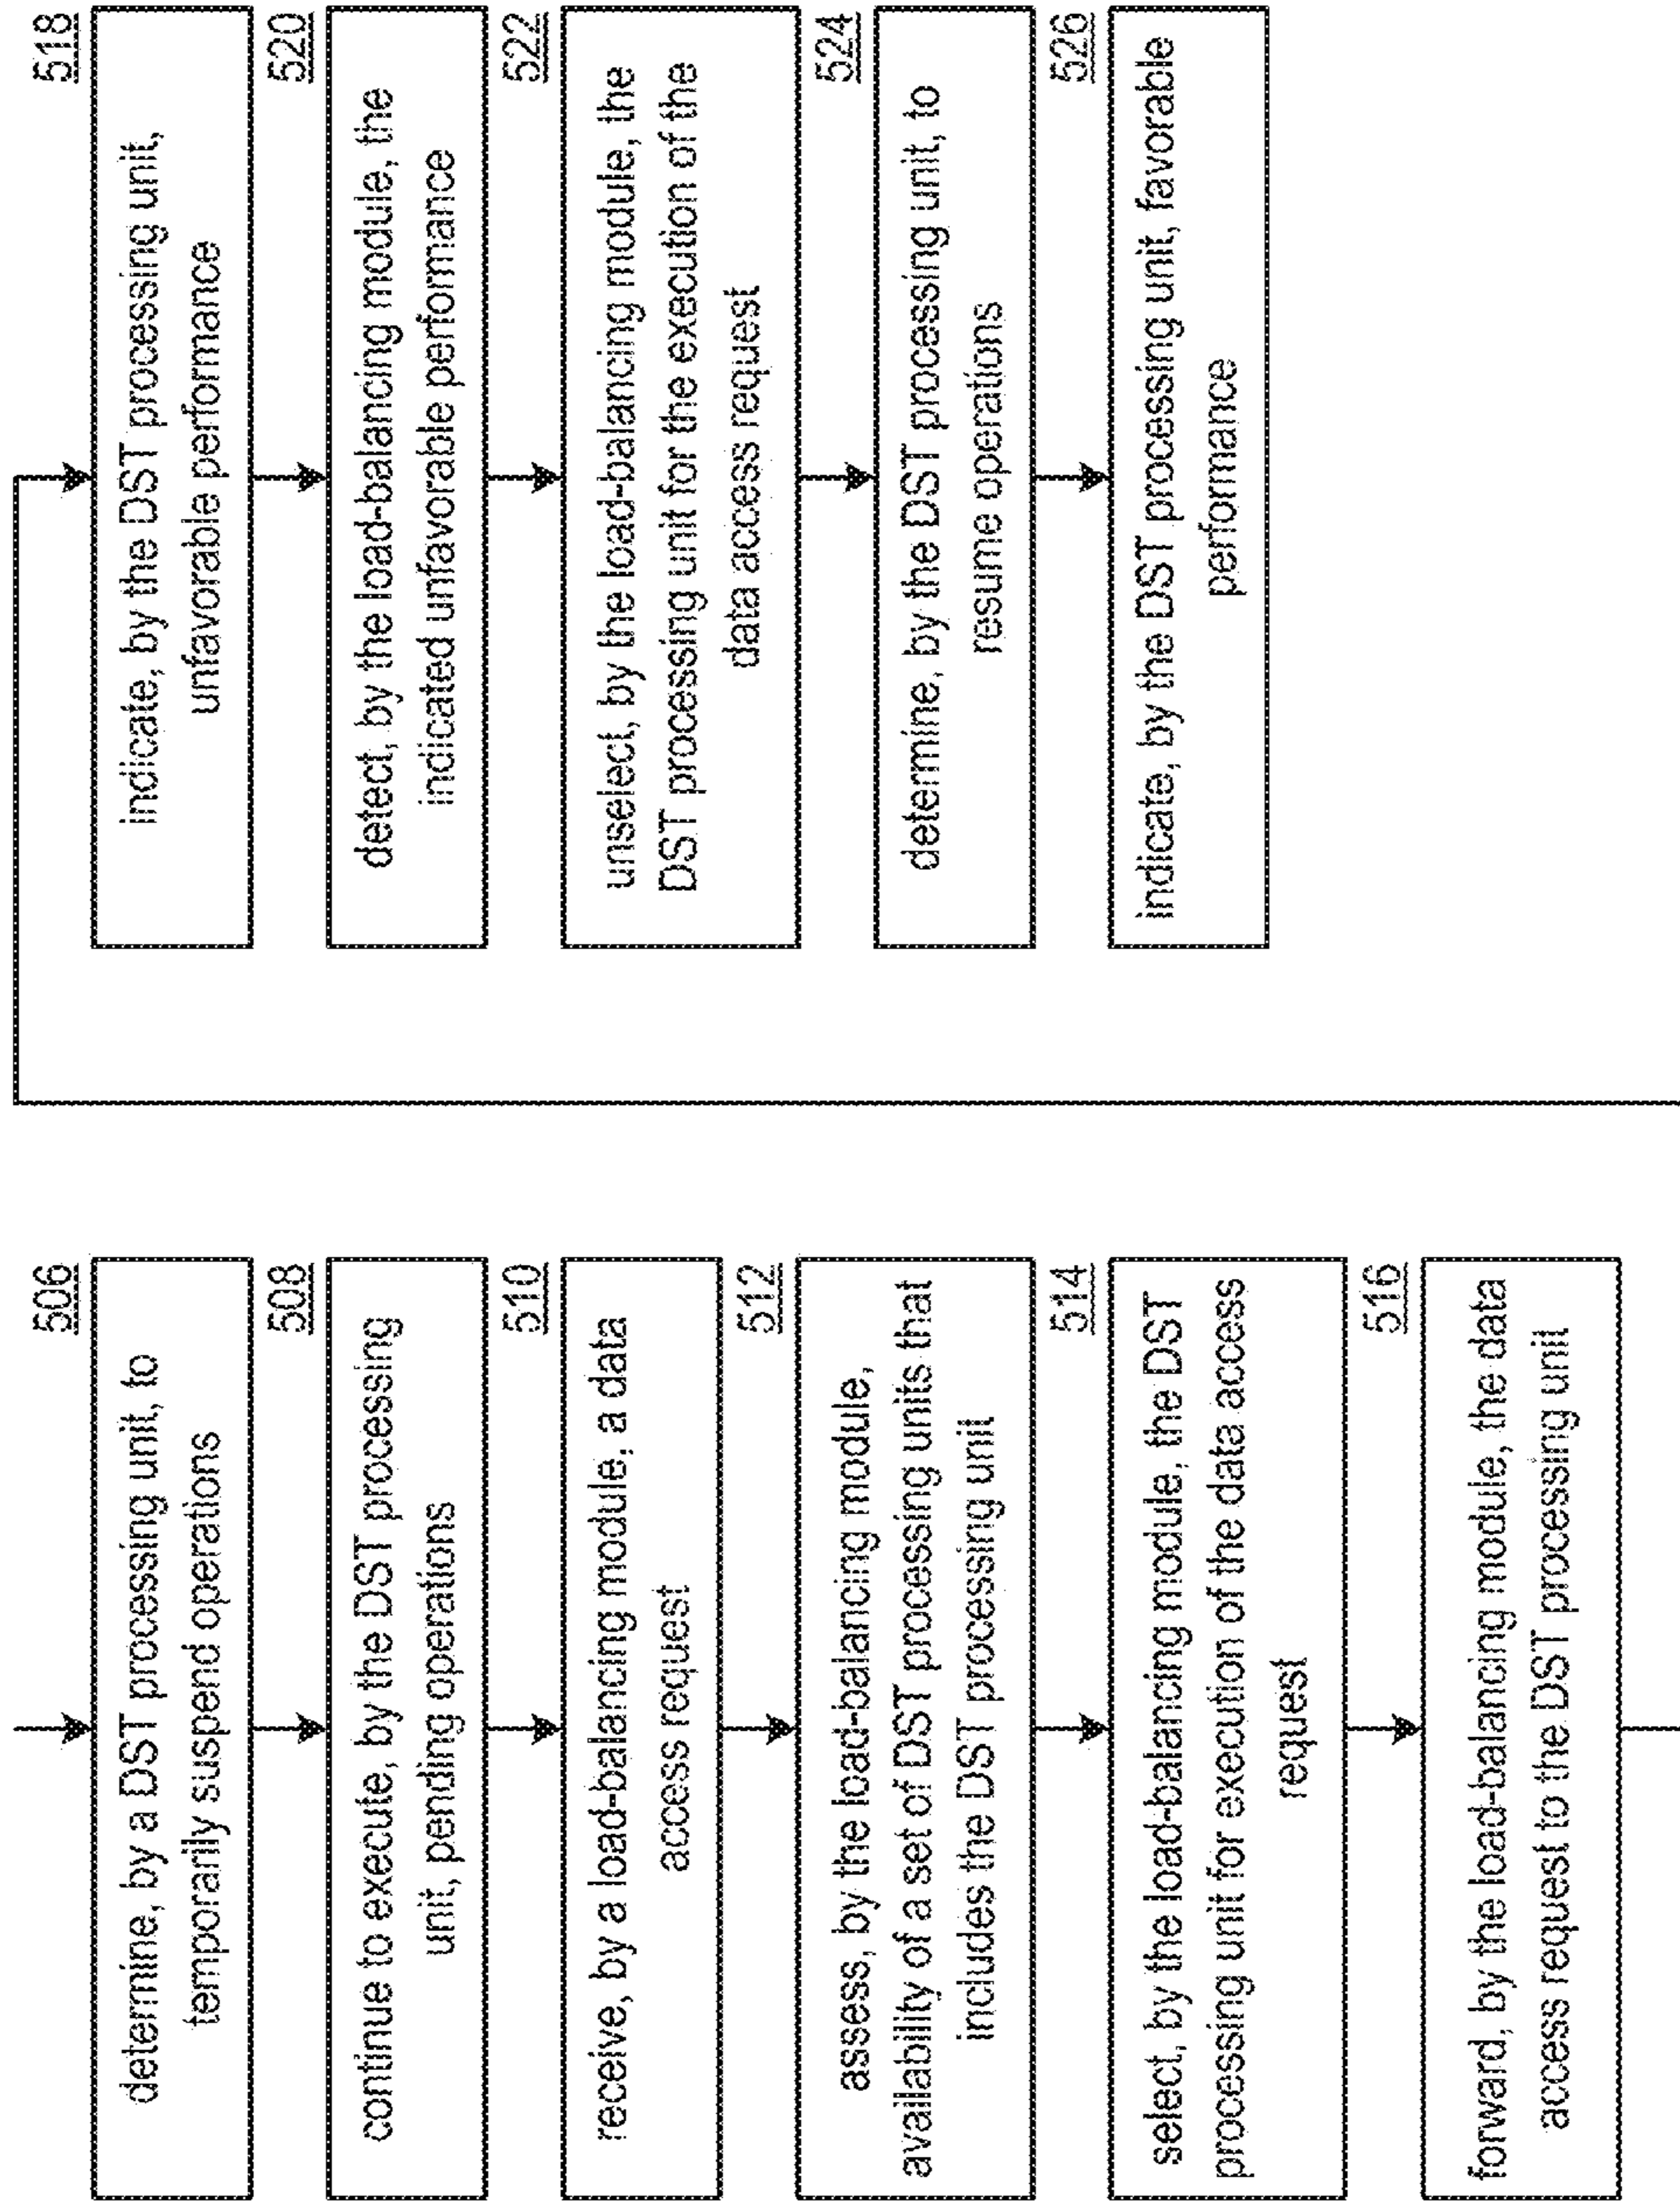 506
determine, by a DST processing unit, to
temporarily suspend operations
508
continue to execute, by the DST processing
unit, pending operations
510
receive, by a load-balancing module, a data
access request
512
assess, by the load-balancing module,
availability of a set of DST processing units that
includes the DST processing unit
514
select, by the load-balancing module, the DST
processing unit for execution of the data access
request
516
forward, by the load-balancing module, the data
access request to the DST processing unit
518
indicate, by the DST processing unit,
unfavorable performance
520
detect, by the load-balancing module, the
indicated unfavorable performance
522
unselect, by the load-balancing module, the
DST processing unit for the execution of the
data access request
524
determine, by the DST processing unit, to
resume operations
526
indicate, by the DST processing unit, favorable
performance